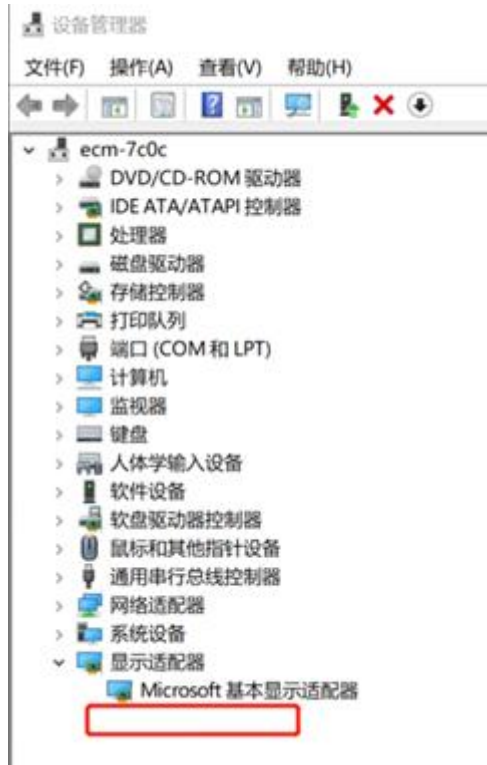 设备管理器
文件(F) 操作(A) 查看(V) 帮助(H)
ecm-7c0c
DVD/CD-ROM 驱动器
IDE ATA/ATAPI 控制器
处理器
磁盘驱动器
存储控制器
打印队列
端口 (COM 和 LPT)
计算机
监视器
键盘
人体学输入设备
软件设备
软盘驱动器控制器
鼠标和其他指针设备
通用串行总线控制器
网络适配器
系统设备
显示适配器
Microsoft 基本显示适配器